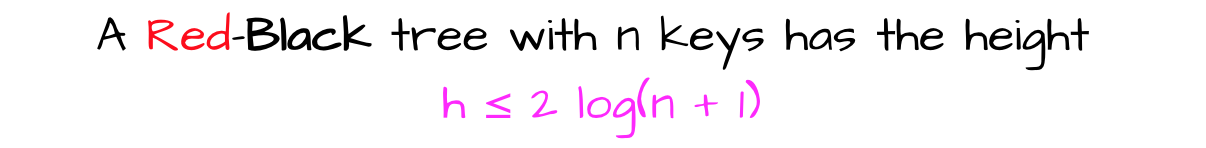 A Red-Black tree with n keys has the height
h ≤ 2 log(n + 1)